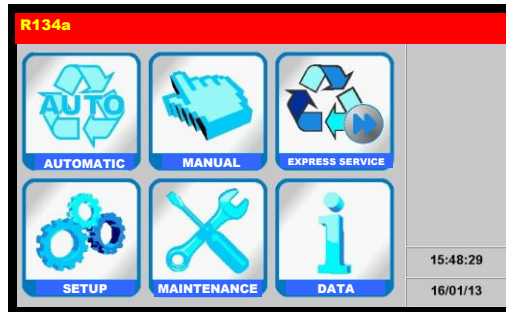 R134a
AUTO
AUTOMATIC
MANUAL
EXPRESS SERVICE
SETUP
MAINTENANCE
DATA
15:48:29
16/01/13